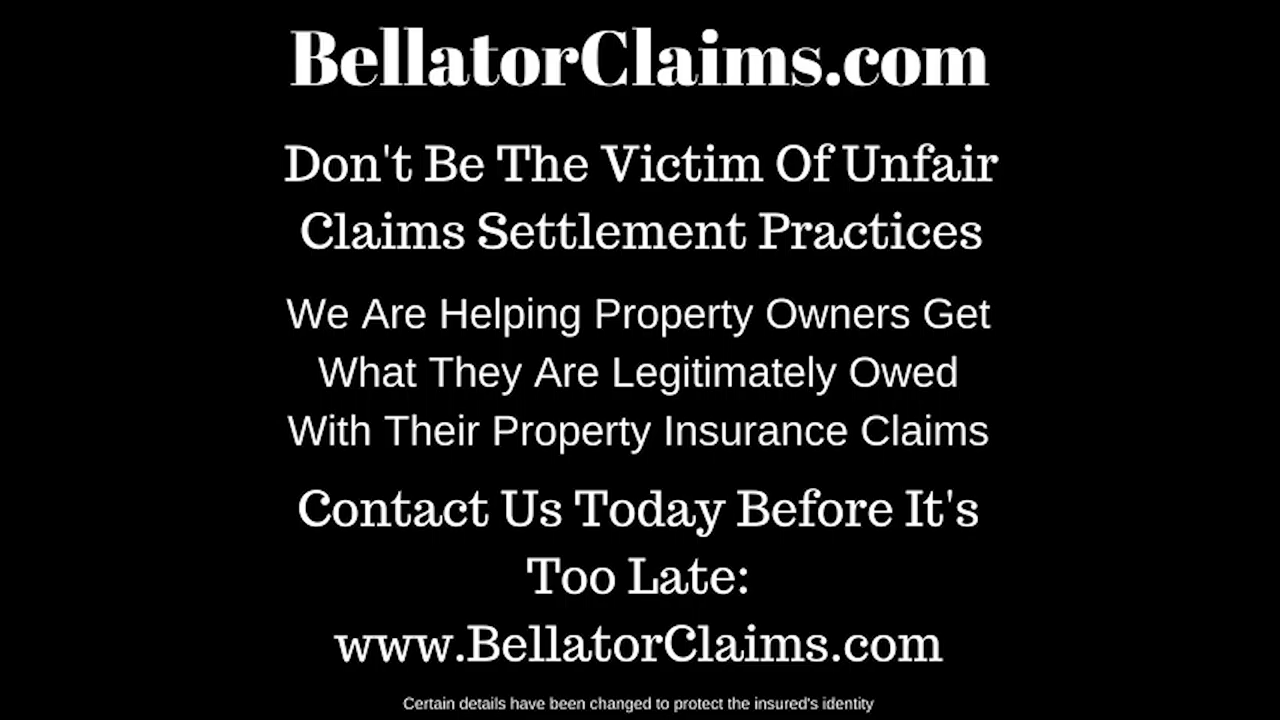 BellatorClaims.com
Don't Be The Victim Of Unfair
Claims Settlement Practices
We Are Helping Property Owners Get
What They Are Legitimately Owed
With Their Property Insurance Claims
Contact Us Today Before It's
Too Late:
www.BellatorClaims.com
Certain details have been changed to protect the insured's identity